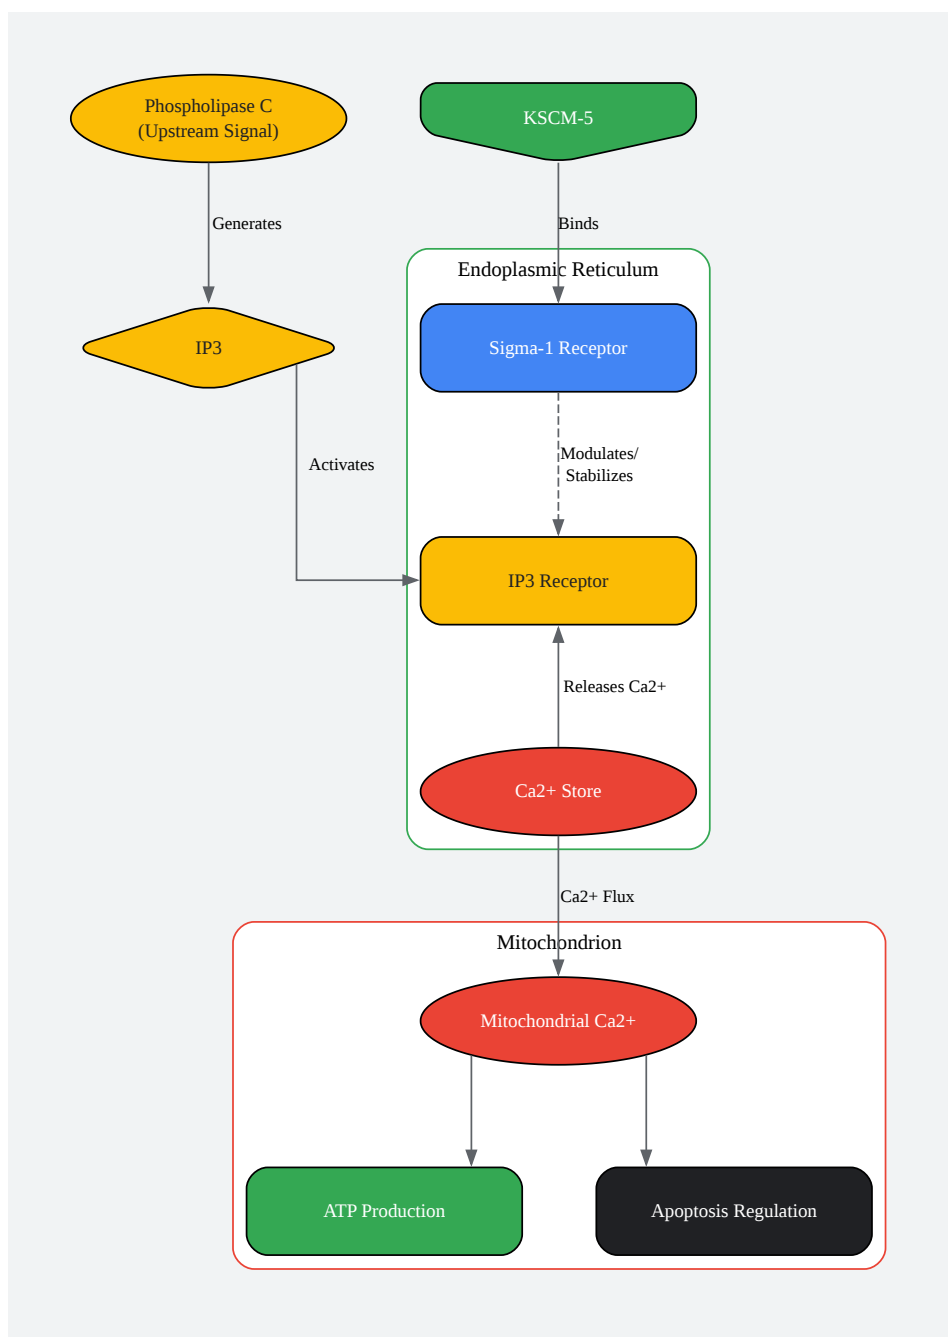 Phospholipase C
(Upstream Signal)
KSCM-5
Generates
Binds
Endoplasmic Reticulum
IP3
Sigma-1 Receptor
Activates
Modulates/
Stabilizes
IP3 Receptor
Releases Ca2+
Ca2+ Store
Ca2+ Flux
Mitochondrion
Mitochondrial Ca2+
ATP Production
Apoptosis Regulation